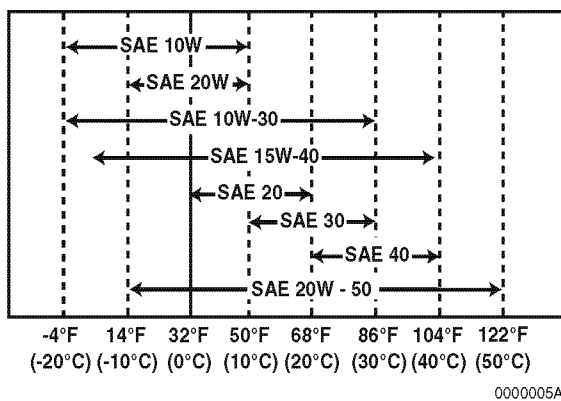 SAE 10W
SAE 20W
SAE 10W-30
SAE 15W-40
SAE 20
SAE 30
SAE 40
SAE 20W - 50
-4°F 14°F 32°F 50°F 68°F 86°F 104°F 122°F
(-20°C) (-10°C) (0°C) (10°C) (20°C) (30°C) (40°C) (50°C)
0000005A